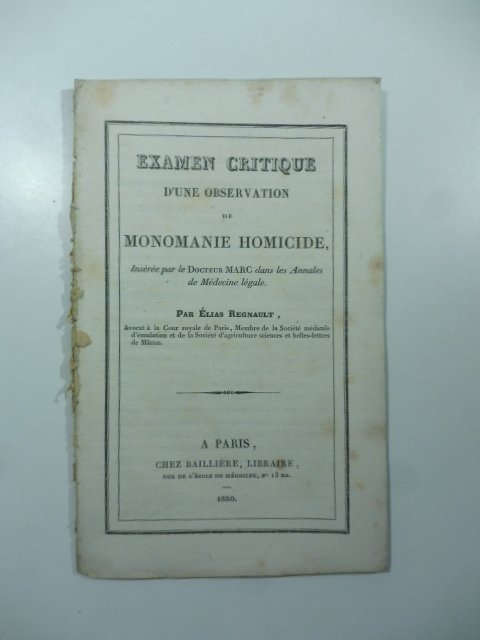 EXAMEN CRITIQUE
D'UNE OBSERVATION
DE
MONOMANIE HOMICIDE,
Insérée par le DOCTEUR MARC dans les Annales
de Médecine légale.
PAR ÉLIAS REGNAULT,
Avocat à la Cour royale de Paris, Membre de la Société médicale
d'émulation et de la Société d'agriculture sciences et belles-lettres
de Mâcon.
A PARIS,
CHEZ BAILLIÈRE, LIBRAIRE,
RUE DE L'ÉCOLE DE MÉDECINE, No 13 BIS.
1830.